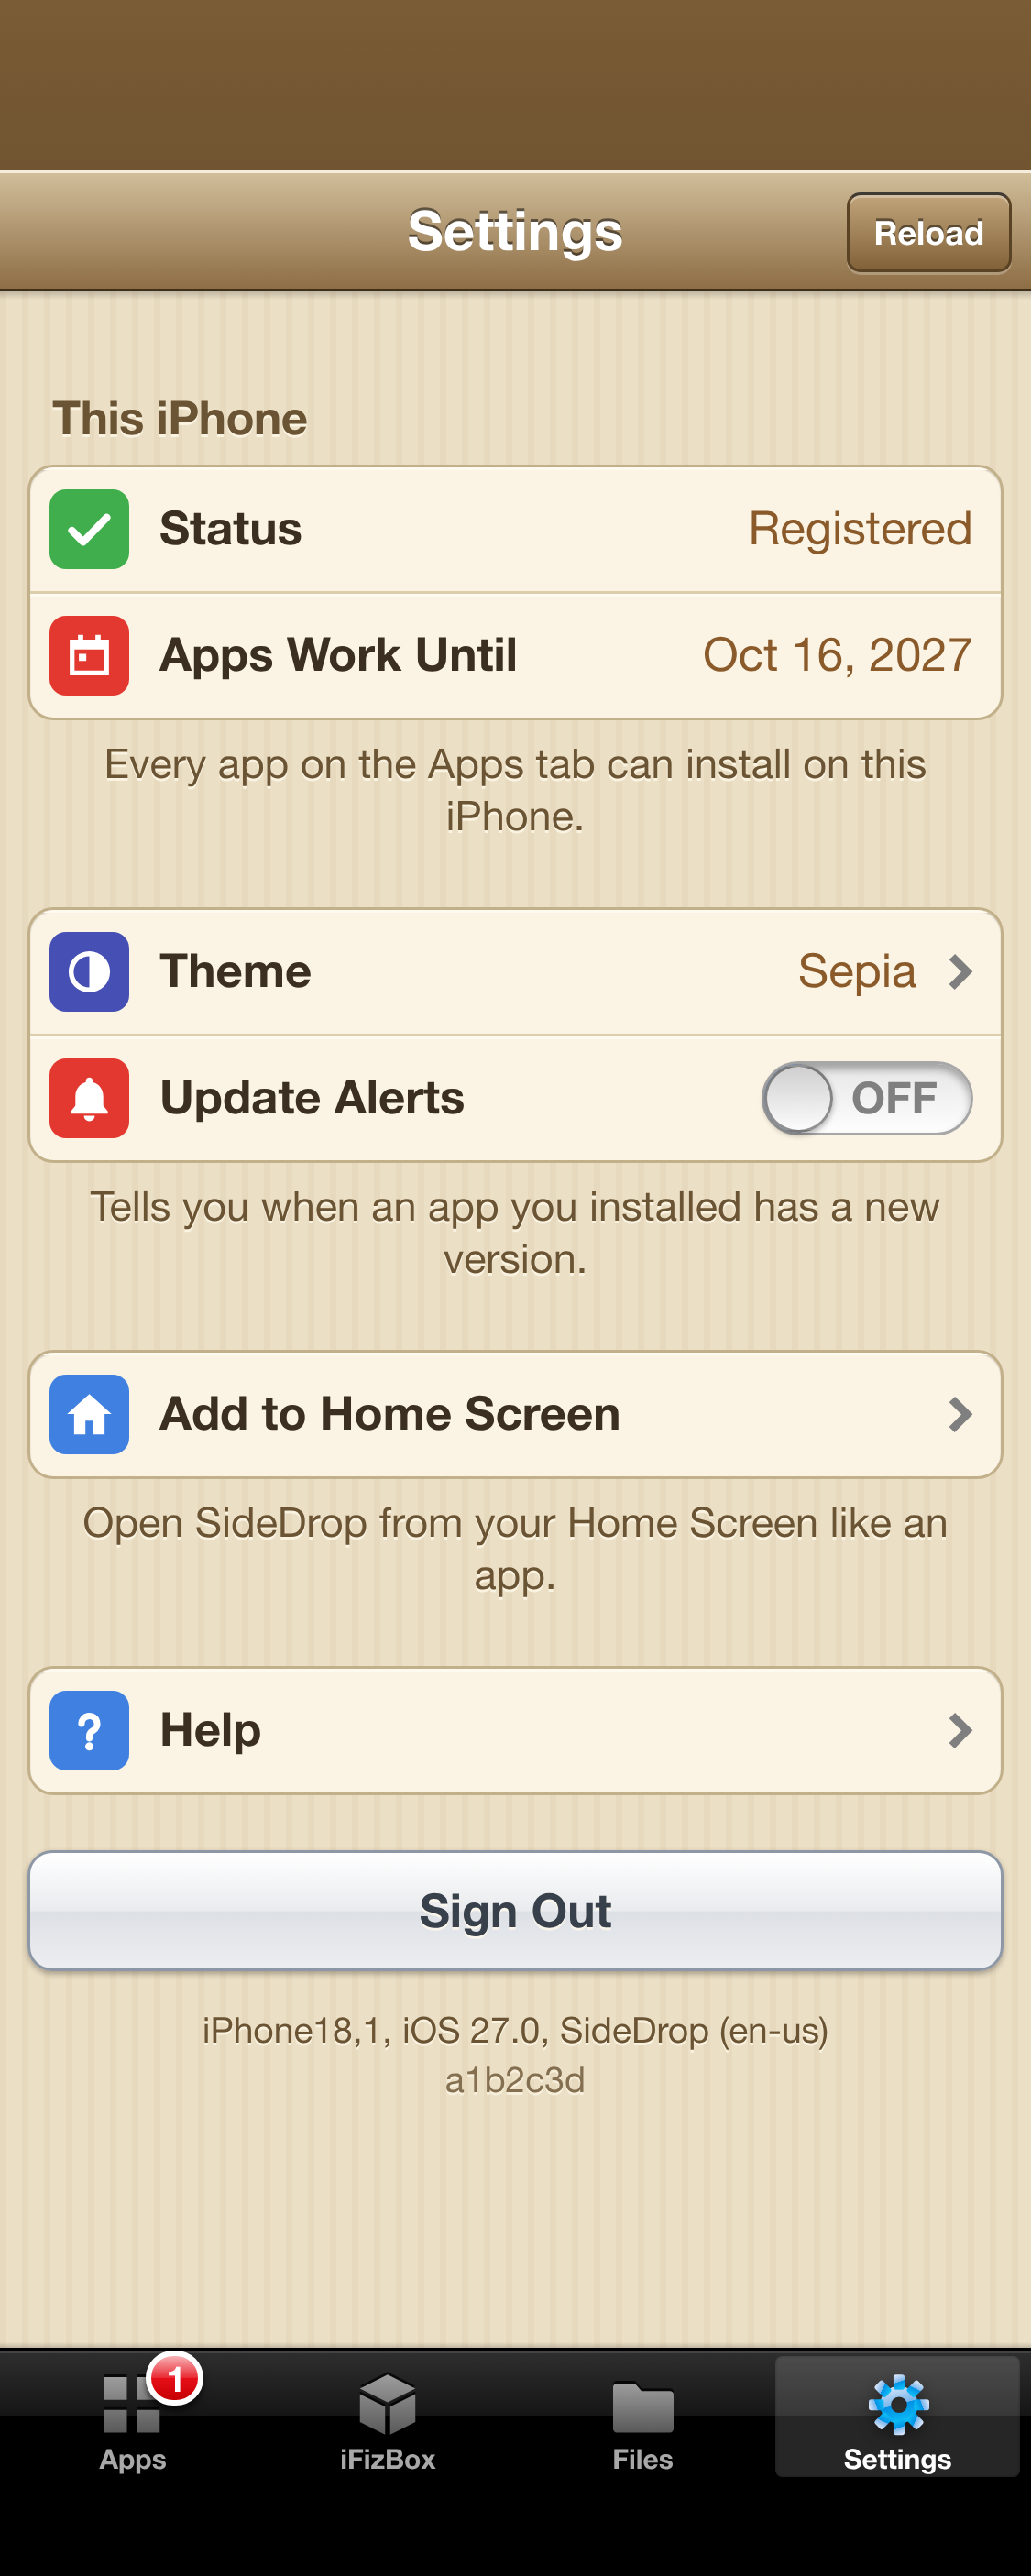 Settings
Reload
This iPhone
Status
Registered
Apps Work Until
Oct 16, 2027
Every app on the Apps tab can install on this
iPhone.
Theme
Sepia
Update Alerts
OFF
Tells you when an app you installed has a new
version.
Add to Home Screen
Open SideDrop from your Home Screen like an
app.
Help
Sign Out
iPhone18,1, iOS 27.0, SideDrop (en-us)
a1b2c3d
1
Apps
iFizBox
Files
Settings